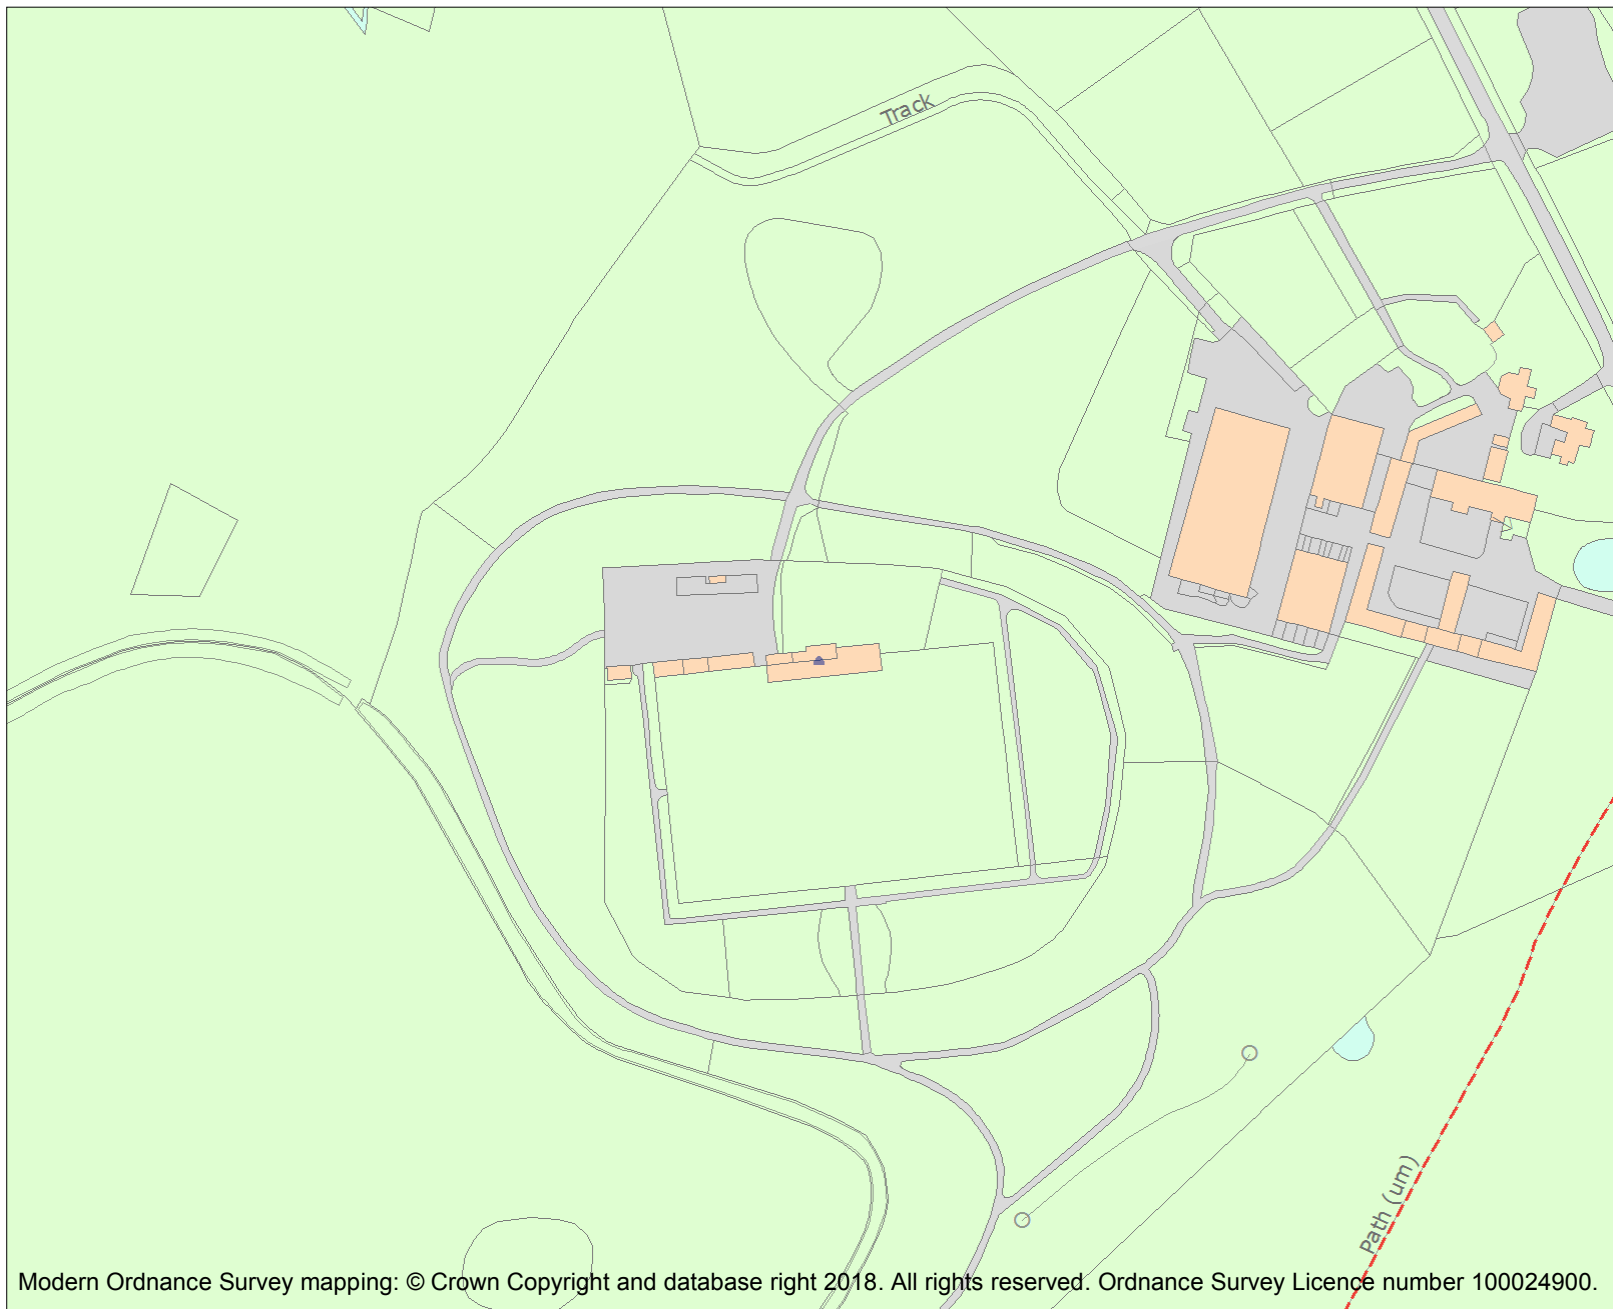 Track
Path (um)
Modern Ordnance Survey mapping: © Crown Copyright and database right 2018. All rights reserved. Ordnance Survey Licence number 100024900.